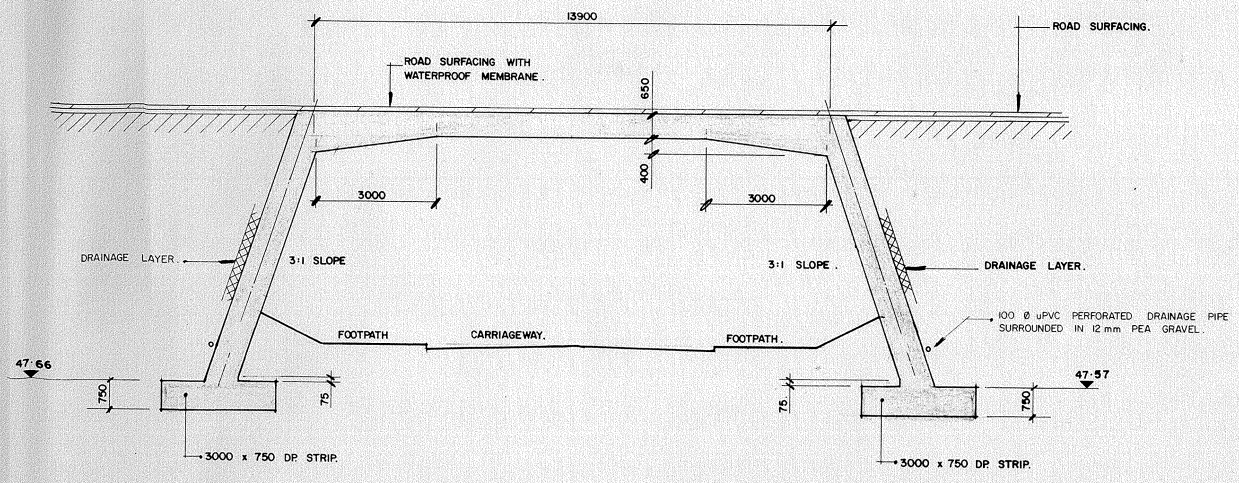 13900
ROAD SURFACING.
ROAD SURFACING WITH
WATERPROOF MEMBRANE.
650
400
3000
3000
DRAINAGE LAYER.
3:1 SLOPE
3:1 SLOPE.
DRAINAGE LAYER.
100 Ø uPVC PERFORATED DRAINAGE PIPE
SURROUNDED IN 12mm PEA GRAVEL.
FOOTPATH
CARRIAGEWAY.
FOOTPATH.
47·66
47·57
750
75
75
750
3000 x 750 DP. STRIP.
3000 x 750 DP. STRIP.